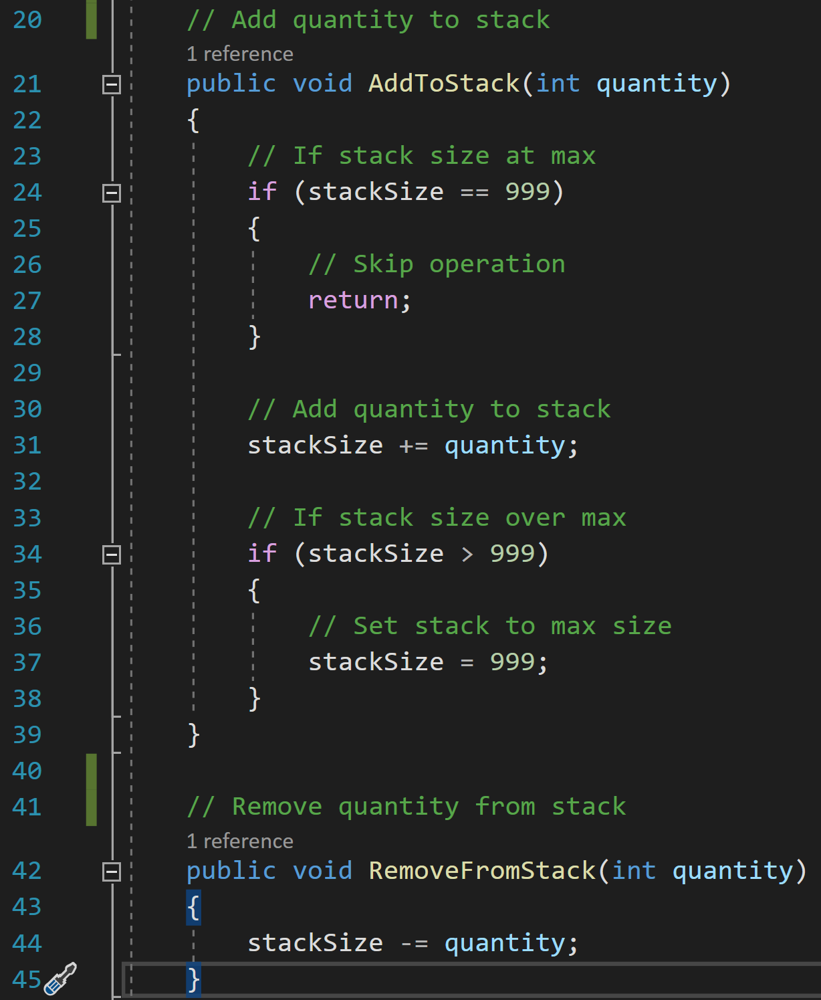 20 // Add quantity to stack
1 reference
21 public void AddToStack(int quantity)
22 {
23 // If stack size at max
24 if (stackSize == 999)
25 {
26 // Skip operation
27 return;
28 }
29
30 // Add quantity to stack
31 stackSize += quantity;
32
33 // If stack size over max
34 if (stackSize > 999)
35 {
36 // Set stack to max size
37 stackSize = 999;
38 }
39 }
40
41 // Remove quantity from stack
1 reference
42 public void RemoveFromStack(int quantity)
43 {
44 stackSize -= quantity;
45 }